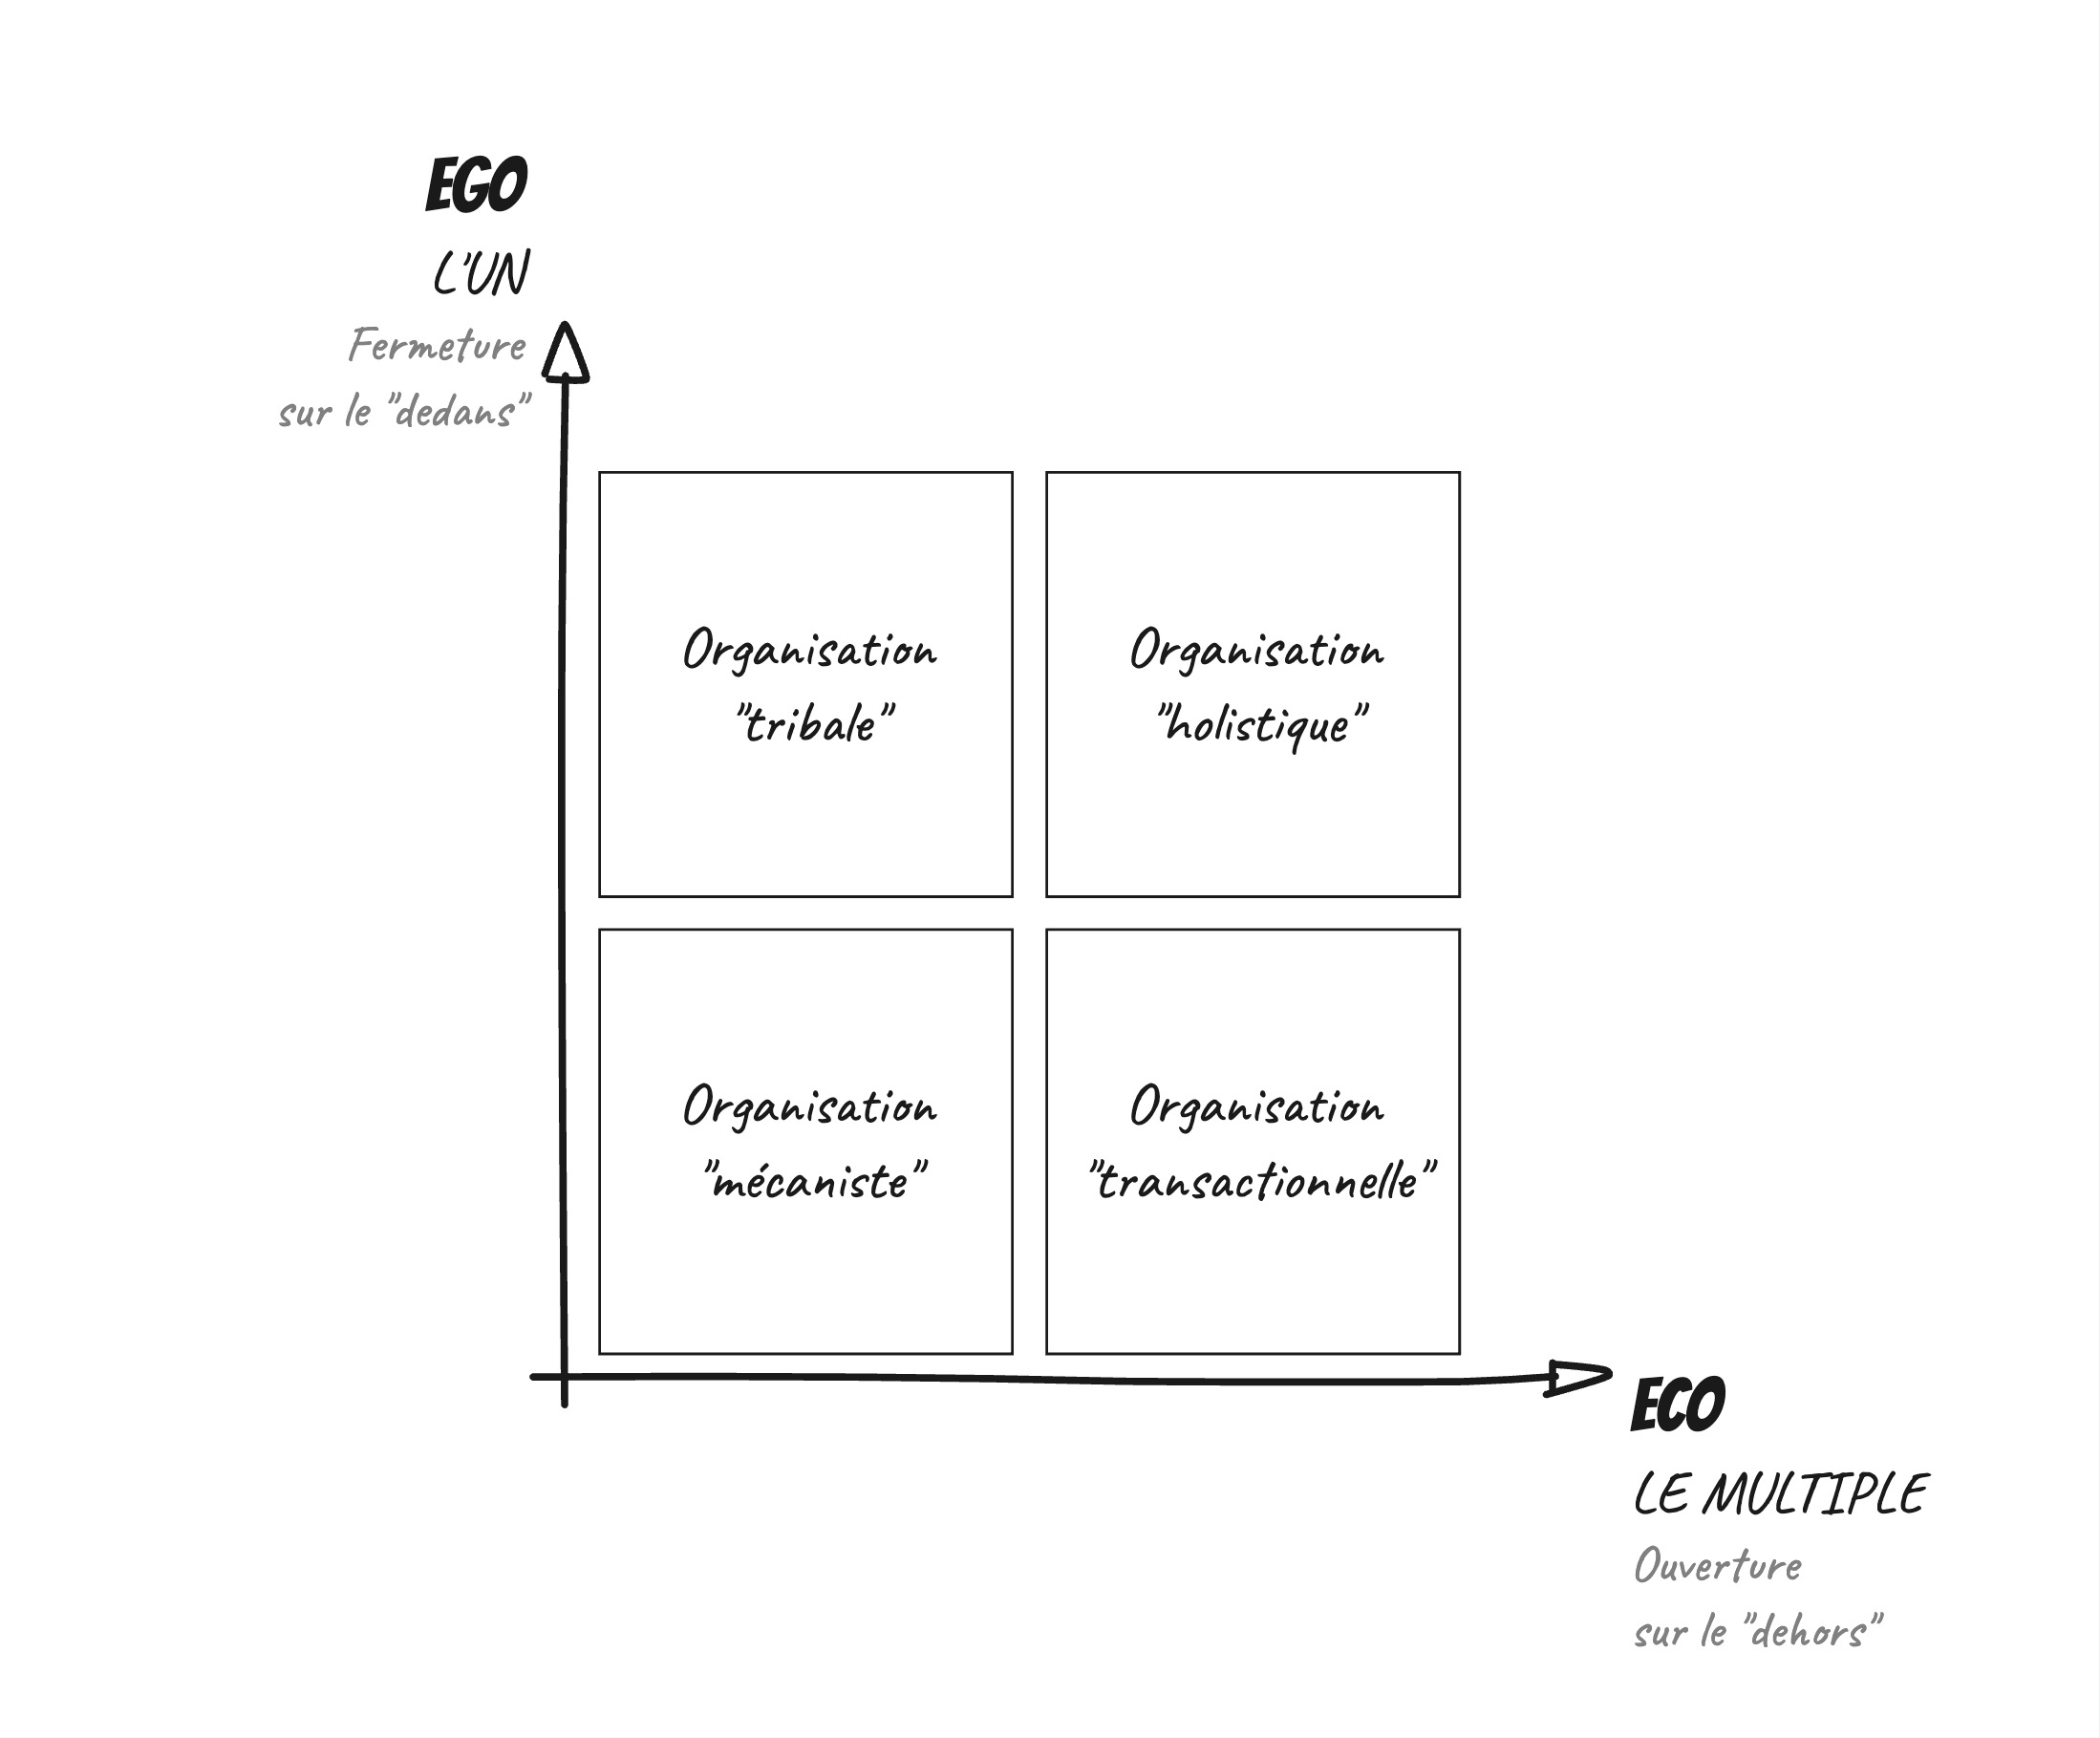 EGO
L'UN
Fermeture
sur le "dedans"
Organisation
"tribale"
Organisation
"holistique"
Organisation
"mécaniste"
Organisation
"transactionnelle"
ECO
LE MULTIPLE
Ouverture
sur le "dehors"